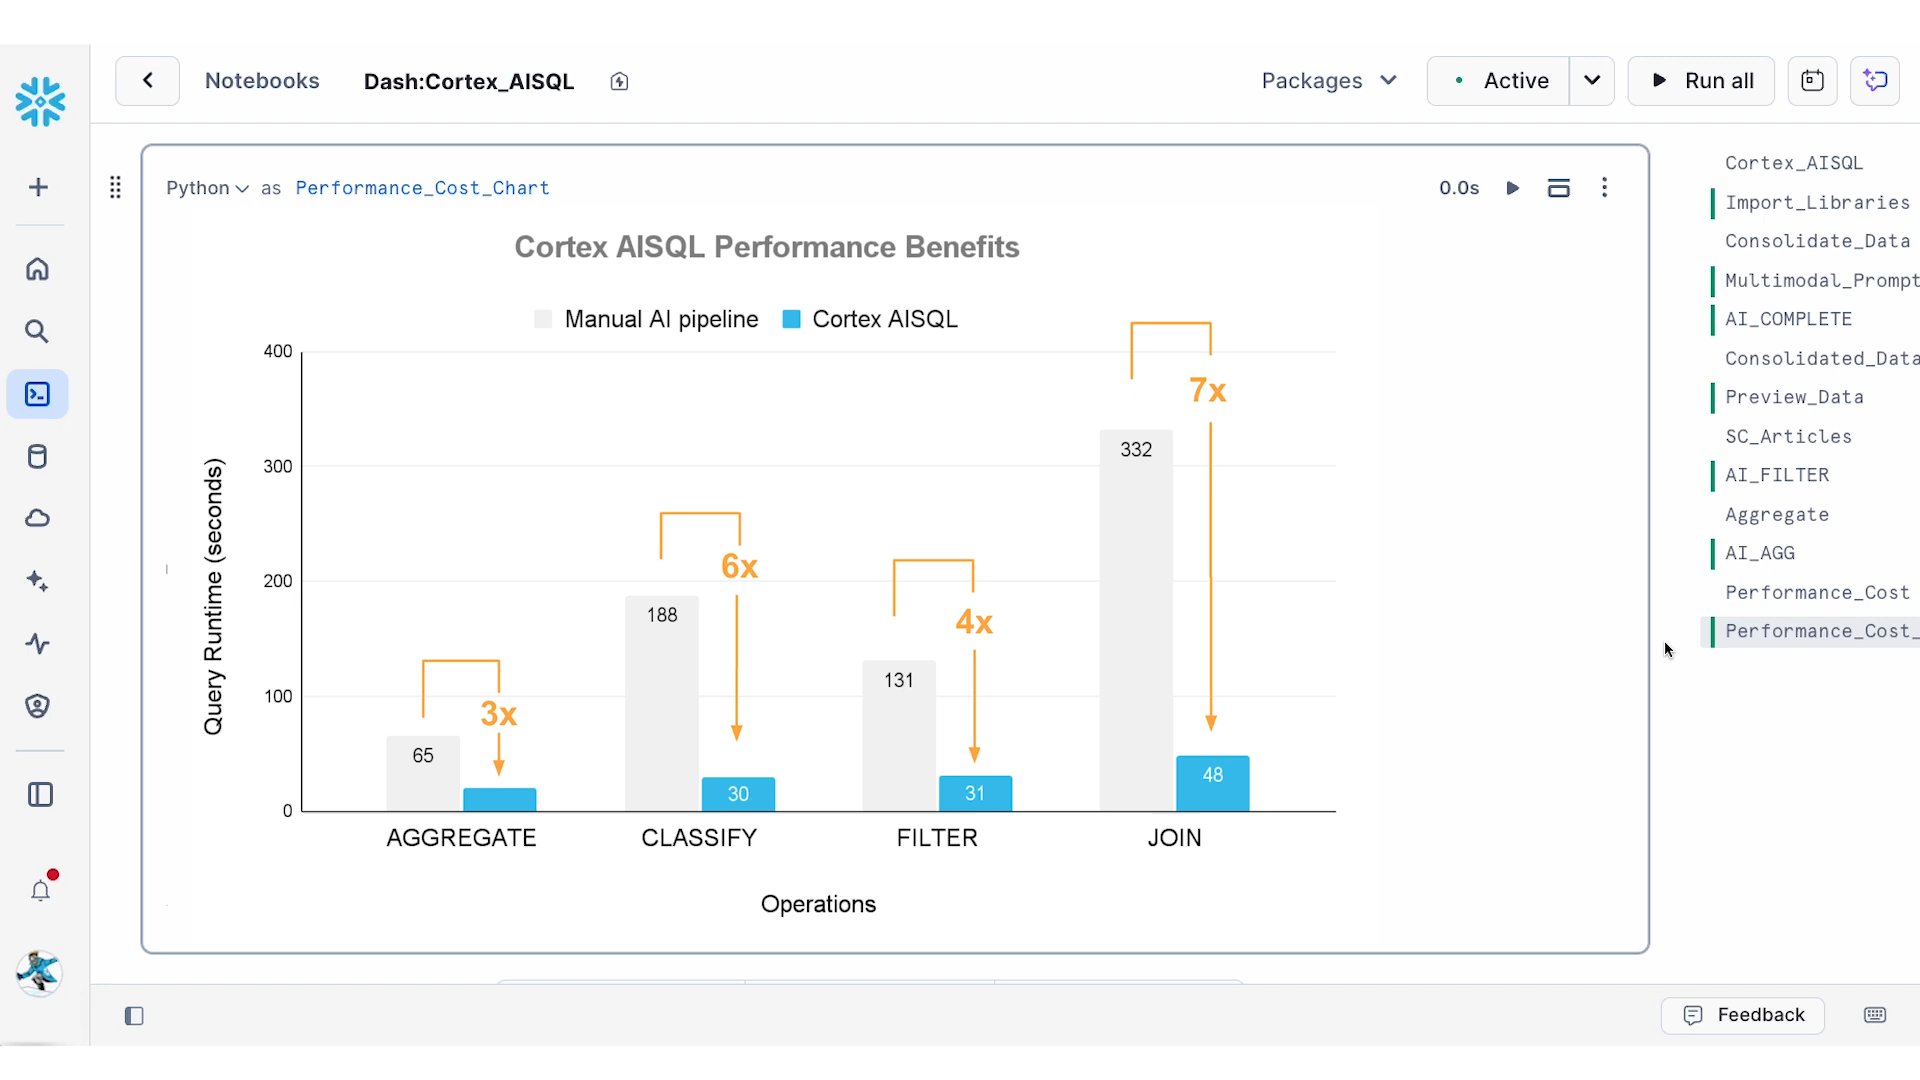 Notebooks
Dash:Cortex_AISQL
Packages
Active
Run all
Python as Performance_Cost_Chart
0.0s
Cortex AISQL Performance Benefits
Manual AI pipeline
Cortex AISQL
Query Runtime (seconds)
400
300
200
100
0
65
3x
188
6x
30
131
4x
31
332
7x
48
AGGREGATE
CLASSIFY
FILTER
JOIN
Operations
Cortex_AISQL
Import_Libraries
Consolidate_Data
Multimodal_Prompt
AI_COMPLETE
Consolidated_Data
Preview_Data
SC_Articles
AI_FILTER
Aggregate
AI_AGG
Performance_Cost
Performance_Cost_
Feedback